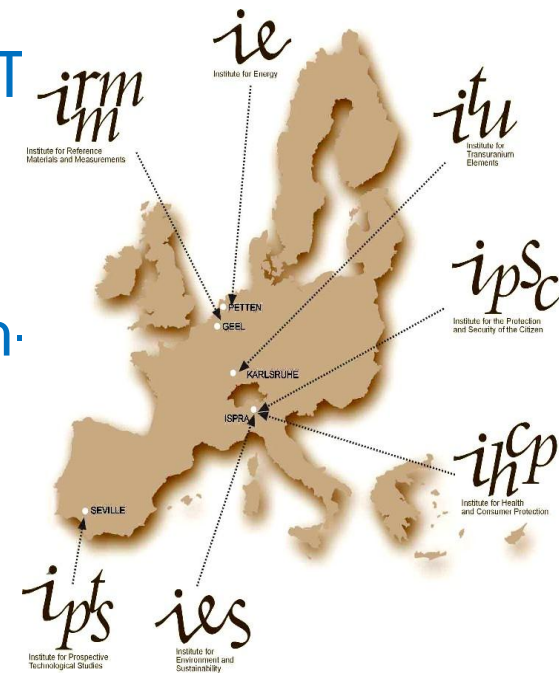 ie
Institute for Energy
T
irmm
Institute for Reference
Materials and Measurements
itu
Institute for
Transuranium
Elements
ipsc
Institute for the Protection
and Security of the Citizen
n.
PETTEN
GEEL
KARLSRUHE
ISPRA
ihcp
Institute for Health
and Consumer Protection
SEVILLE
ipts
Institute for Prospective
Technological Studies
ies
Institute for
Environment and
Sustainability